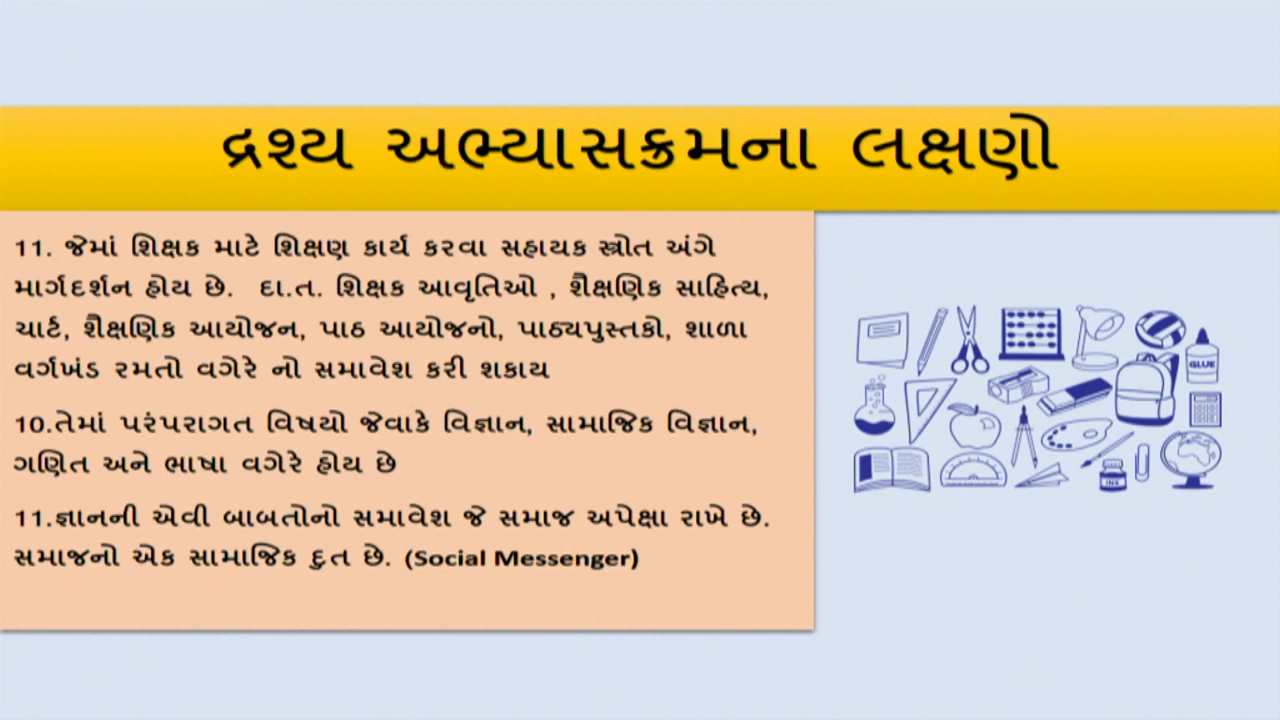 દ્રશ્ય અભ્યાસક્રમના લક્ષણો
11. જેમાં શિક્ષક માટે શિક્ષણ કાર્ય કરવા સહાયક સ્ત્રોત અંગે
માર્ગદર્શન હોય છે. દા.ત. શિક્ષક આવૃતિઓ , શૈક્ષણિક સાહિત્ય,
ચાર્ટ, શૈક્ષણિક આયોજન, પાઠ આયોજનો, પાઠ્યપુસ્તકો, શાળા
વર્ગખંડ રમતો વગેરે નો સમાવેશ કરી શકાય
10.તેમાં પરંપરાગત વિષયો જેવાકે વિજ્ઞાન, સામાજિક વિજ્ઞાન,
ગણિત અને ભાષા વગેરે હોય છે
11.જ્ઞાનની એવી બાબતોનો સમાવેશ જે સમાજ અપેક્ષા રાખે છે.
સમાજનો એક સામાજિક દુત છે. (Social Messenger)
GLUE
INK